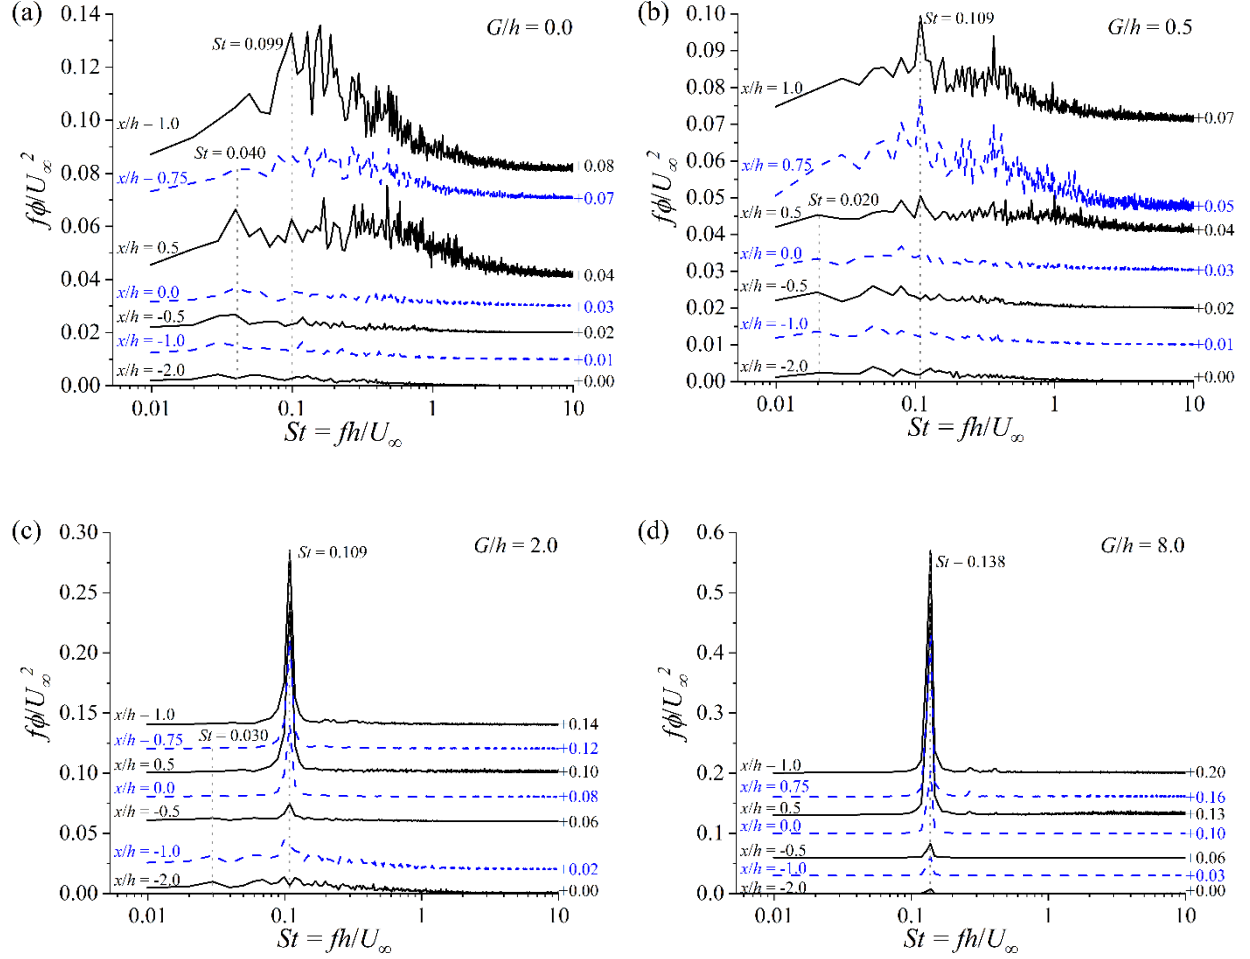 (a)
G/h = 0.0
0.14
0.12
0.10
0.08
0.06
0.04
0.02
0.00
fϕ/U∞²
St = 0.099
St = 0.040
x/h = 1.0
x/h = 0.75
x/h = 0.5
x/h = 0.0
x/h = -0.5
x/h = -1.0
x/h = -2.0
+0.08
+0.07
+0.04
+0.03
+0.02
+0.01
+0.00
0.01
0.1
1
10
St = fh/U∞
(b)
G/h = 0.5
0.10
0.09
0.08
0.07
0.06
0.05
0.04
0.03
0.02
0.01
0.00
fϕ/U∞²
St = 0.109
St = 0.020
x/h = 1.0
x/h = 0.75
x/h = 0.5
x/h = 0.0
x/h = -0.5
x/h = -1.0
x/h = -2.0
+0.07
+0.05
+0.04
+0.03
+0.02
+0.01
+0.00
0.01
0.1
1
10
St = fh/U∞
(c)
G/h = 2.0
0.30
0.25
0.20
0.15
0.10
0.05
0.00
fϕ/U∞²
St = 0.109
St = 0.030
x/h = 1.0
x/h = 0.75
x/h = 0.5
x/h = 0.0
x/h = -0.5
x/h = -1.0
x/h = -2.0
+0.14
+0.12
+0.10
+0.08
+0.06
+0.02
+0.00
0.01
0.1
1
10
St = fh/U∞
(d)
G/h = 8.0
0.6
0.5
0.4
0.3
0.2
0.1
0.0
fϕ/U∞²
St = 0.138
x/h = 1.0
x/h = 0.75
x/h = 0.5
x/h = 0.0
x/h = -0.5
x/h = -1.0
x/h = -2.0
+0.20
+0.16
+0.13
+0.10
+0.06
+0.03
+0.00
0.01
0.1
1
10
St = fh/U∞